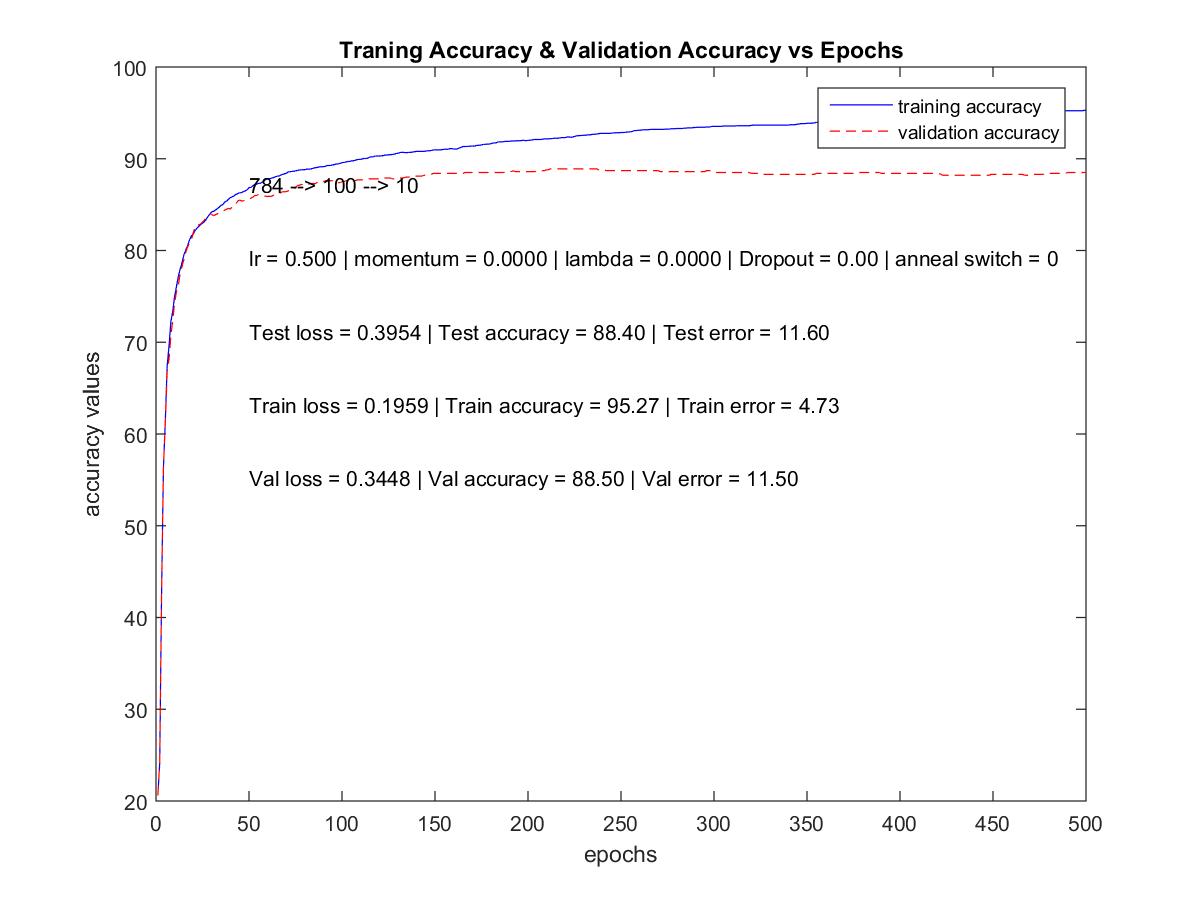 Traning Accuracy & Validation Accuracy vs Epochs
100
90
80
70
60
50
40
30
20
accuracy values
training accuracy
validation accuracy
784 --> 100 --> 10
lr = 0.500 | momentum = 0.0000 | lambda = 0.0000 | Dropout = 0.00 | anneal switch = 0
Test loss = 0.3954 | Test accuracy = 88.40 | Test error = 11.60
Train loss = 0.1959 | Train accuracy = 95.27 | Train error = 4.73
Val loss = 0.3448 | Val accuracy = 88.50 | Val error = 11.50
0 50 100 150 200 250 300 350 400 450 500
epochs